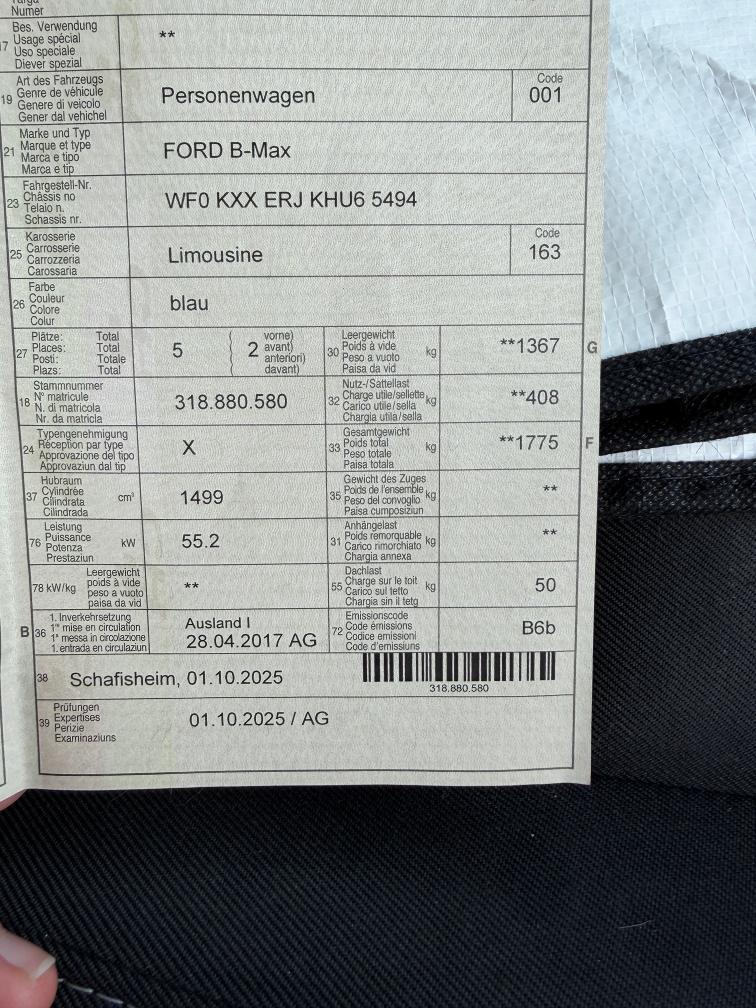 Numer
17 Bes. Verwendung
Usage spécial
Uso speciale
Diever spezial
**
19 Art des Fahrzeugs
Genre de véhicule
Genere di veicolo
Gener dal vehichel
Personenwagen
Code
001
21 Marke und Typ
Marque et type
Marca e tipo
Marca e tip
FORD B-Max
23 Fahrgestell-Nr.
Châssis no
Telaio n.
Schassis nr.
WF0 KXX ERJ KHU6 5494
25 Karosserie
Carrosserie
Carrozzeria
Carossaria
Limousine
Code
163
26 Farbe
Couleur
Colore
Colur
blau
27 Plätze: Total
Places: Total
Posti: Totale
Plazs: Total
5
2
vorne)
avant)
anteriori)
davant)
30 Leergewicht
Poids à vide
Peso a vuoto
Paisa da vid
kg
**1367
G
18 Stammnummer
N° matricule
N. di matricola
Nr. da matricla
318.880.580
32 Nutz-/Sattellast
Charge utile/sellette
Carico utile/sella
Chargia utila/sella
kg
**408
24 Typengenehmigung
Réception par type
Approvazione del tipo
Approvaziun dal tip
X
33 Gesamtgewicht
Poids total
Peso totale
Paisa totala
kg
**1775
F
37 Hubraum
Cylindrée
Cilindrata
Cilindrada
cm³
1499
35 Gewicht des Zuges
Poids de l'ensemble
Peso del convoglio
Paisa cumposiziun
kg
**
76 Leistung
Puissance
Potenza
Prestaziun
kW
55.2
31 Anhängelast
Poids remorquable
Carico rimorchiato
Chargia annexa
kg
**
78 kW/kg
Leergewicht
poids à vide
peso a vuoto
paisa da vid
**
55 Dachlast
Charge sur le toit
Carico sul tetto
Chargia sin il tetg
kg
50
B 36 1. Inverkehrsetzung
1re mise en circulation
1a messa in circolazione
1. entrada en circulaziun
Ausland I
28.04.2017 AG
72 Emissionscode
Code émissions
Codice emissioni
Code d'emissiuns
B6b
38 Schafisheim, 01.10.2025
318.880.580
39 Prüfungen
Expertises
Perizie
Examinaziuns
01.10.2025 / AG